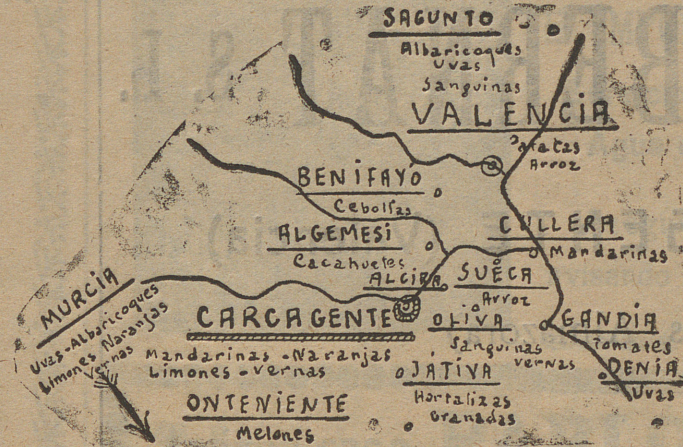 SAGUNTO
Albaricoques
Uvas
Sanguinas
VALENCIA
Patatas
Arroz
BENIFAYO
Cebollas
ALGEMESI
Cacahuetes
CULLERA
Mandarinas
ALCIRA
SUECA
Arroz
MURCIA
Uvas-Albaricoques
Limones Naranjas
Vernas
CARCAGENTE
Mandarinas - Naranjas
Limones - Vernas
OLIVA
Sanguinas
Vernas
GANDIA
Tomates
JÁTIVA
Hortalizas
Granadas
DENIA
Uvas
ONTENIENTE
Melones